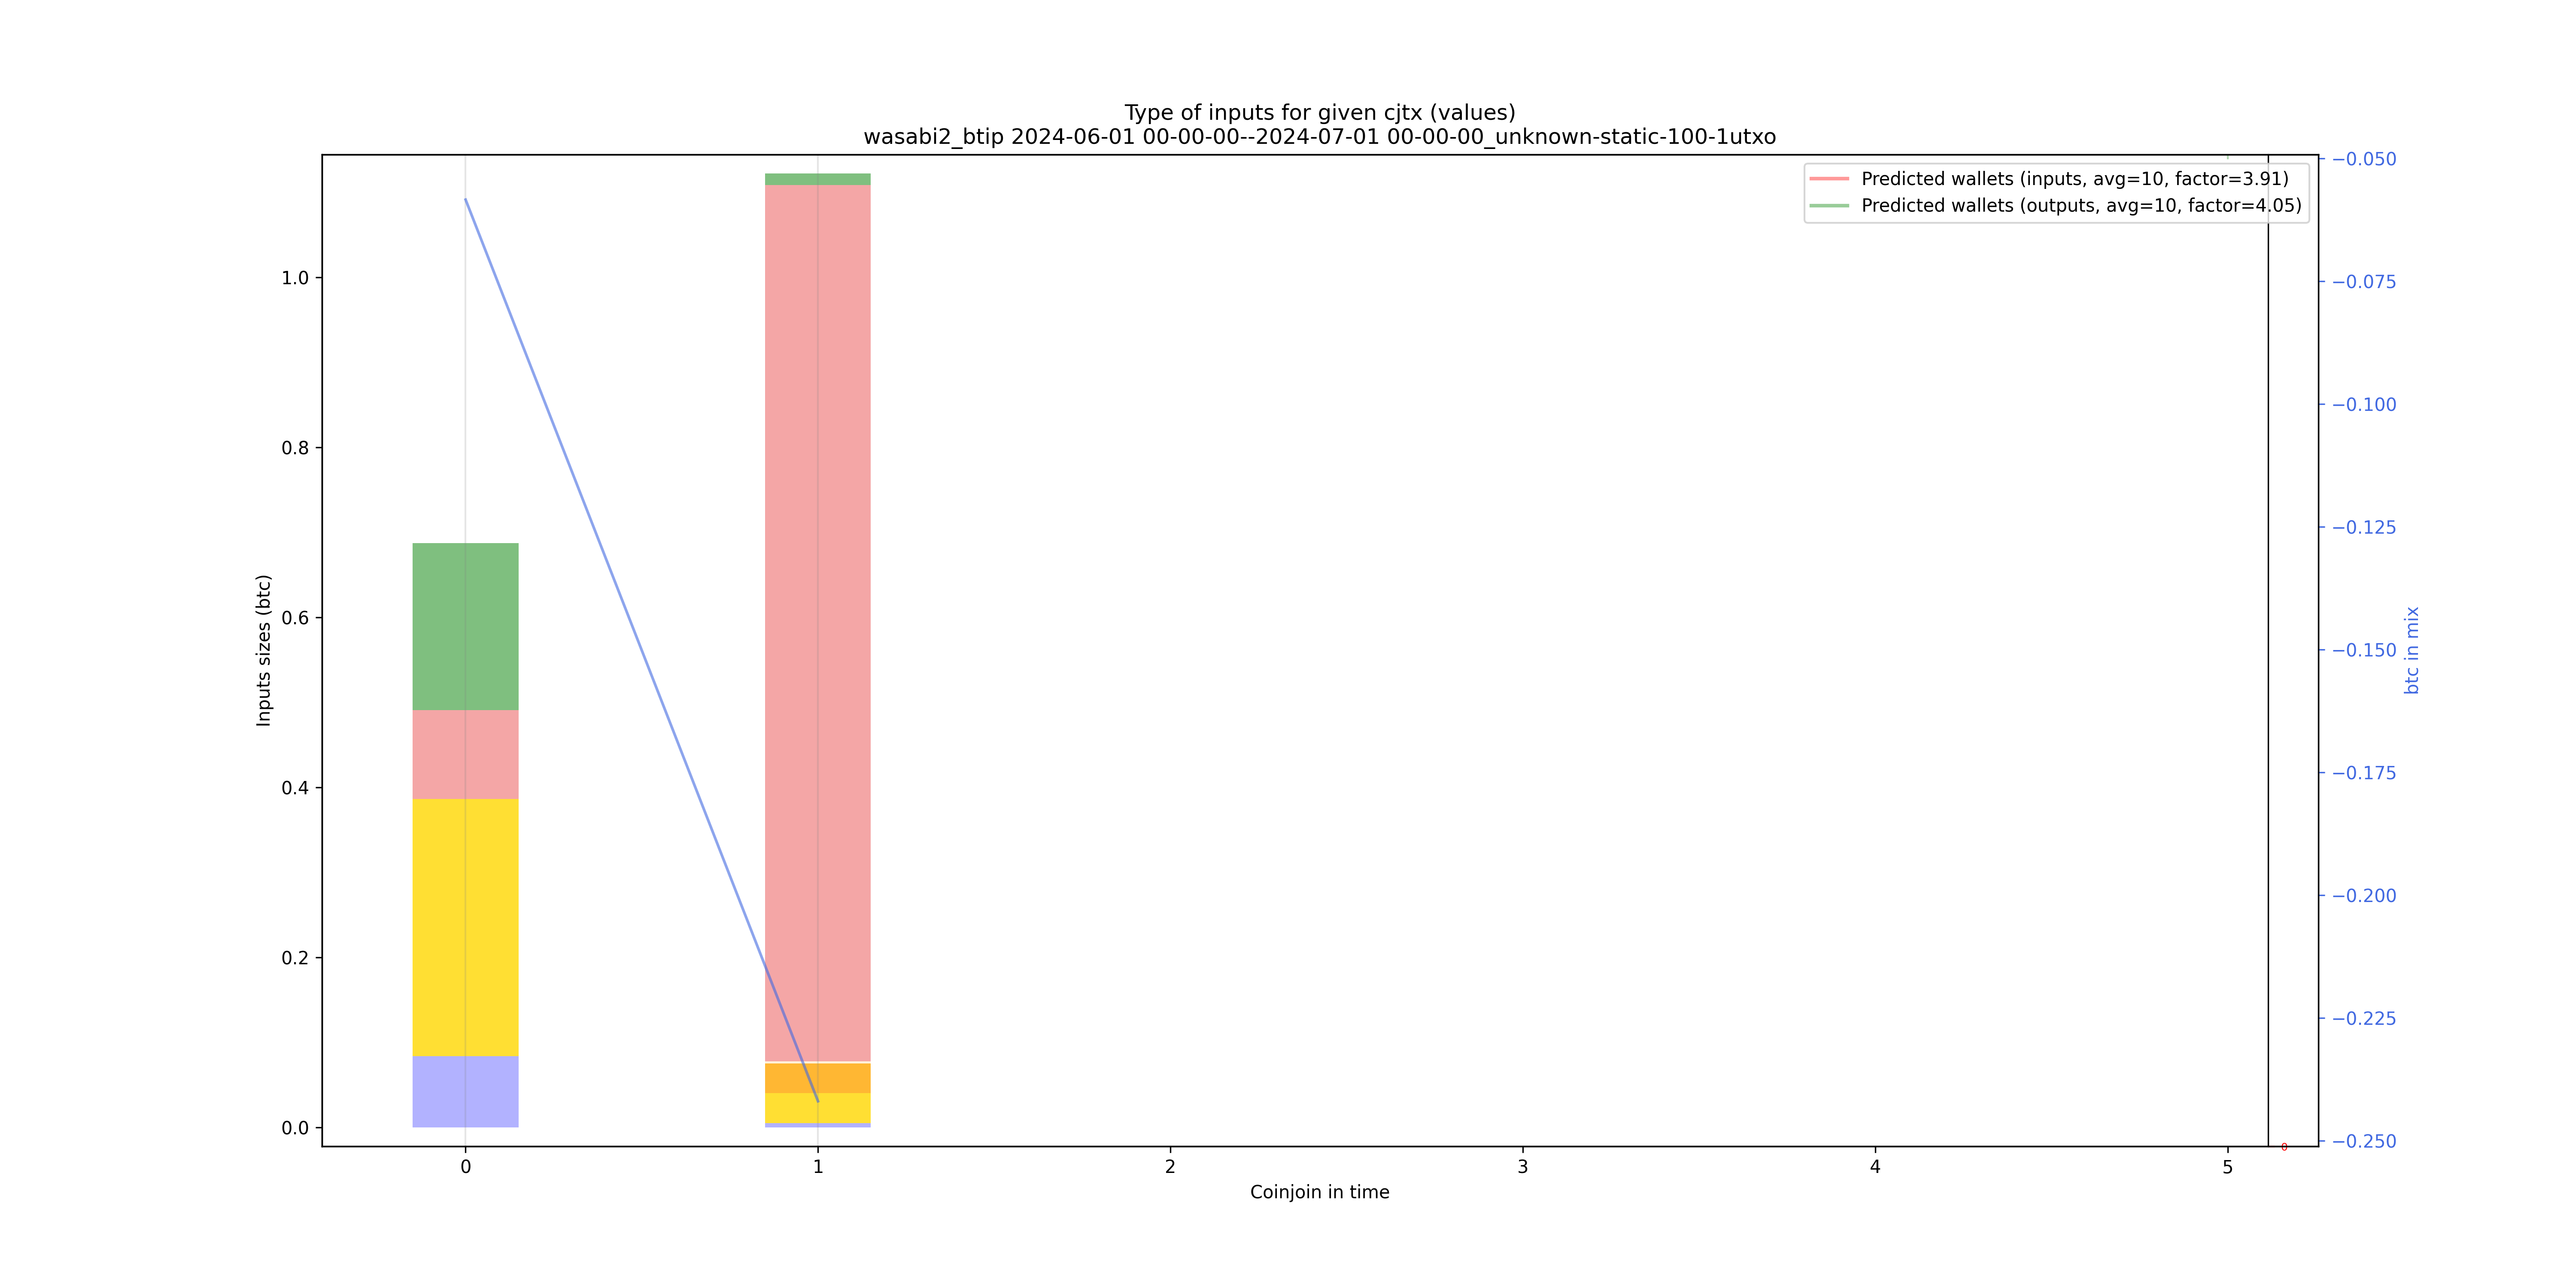 Type of inputs for given cjtx (values)
wasabi2_btip 2024-06-01 00-00-00--2024-07-01 00-00-00_unknown-static-100-1utxo
Predicted wallets (inputs, avg=10, factor=3.91)
Predicted wallets (outputs, avg=10, factor=4.05)
Inputs sizes (btc)
1.0
0.8
0.6
0.4
0.2
0.0
0 1 2 3 4 5
Coinjoin in time
−0.050
−0.075
−0.100
−0.125
−0.150
−0.175
−0.200
−0.225
−0.250
btc in mix
0